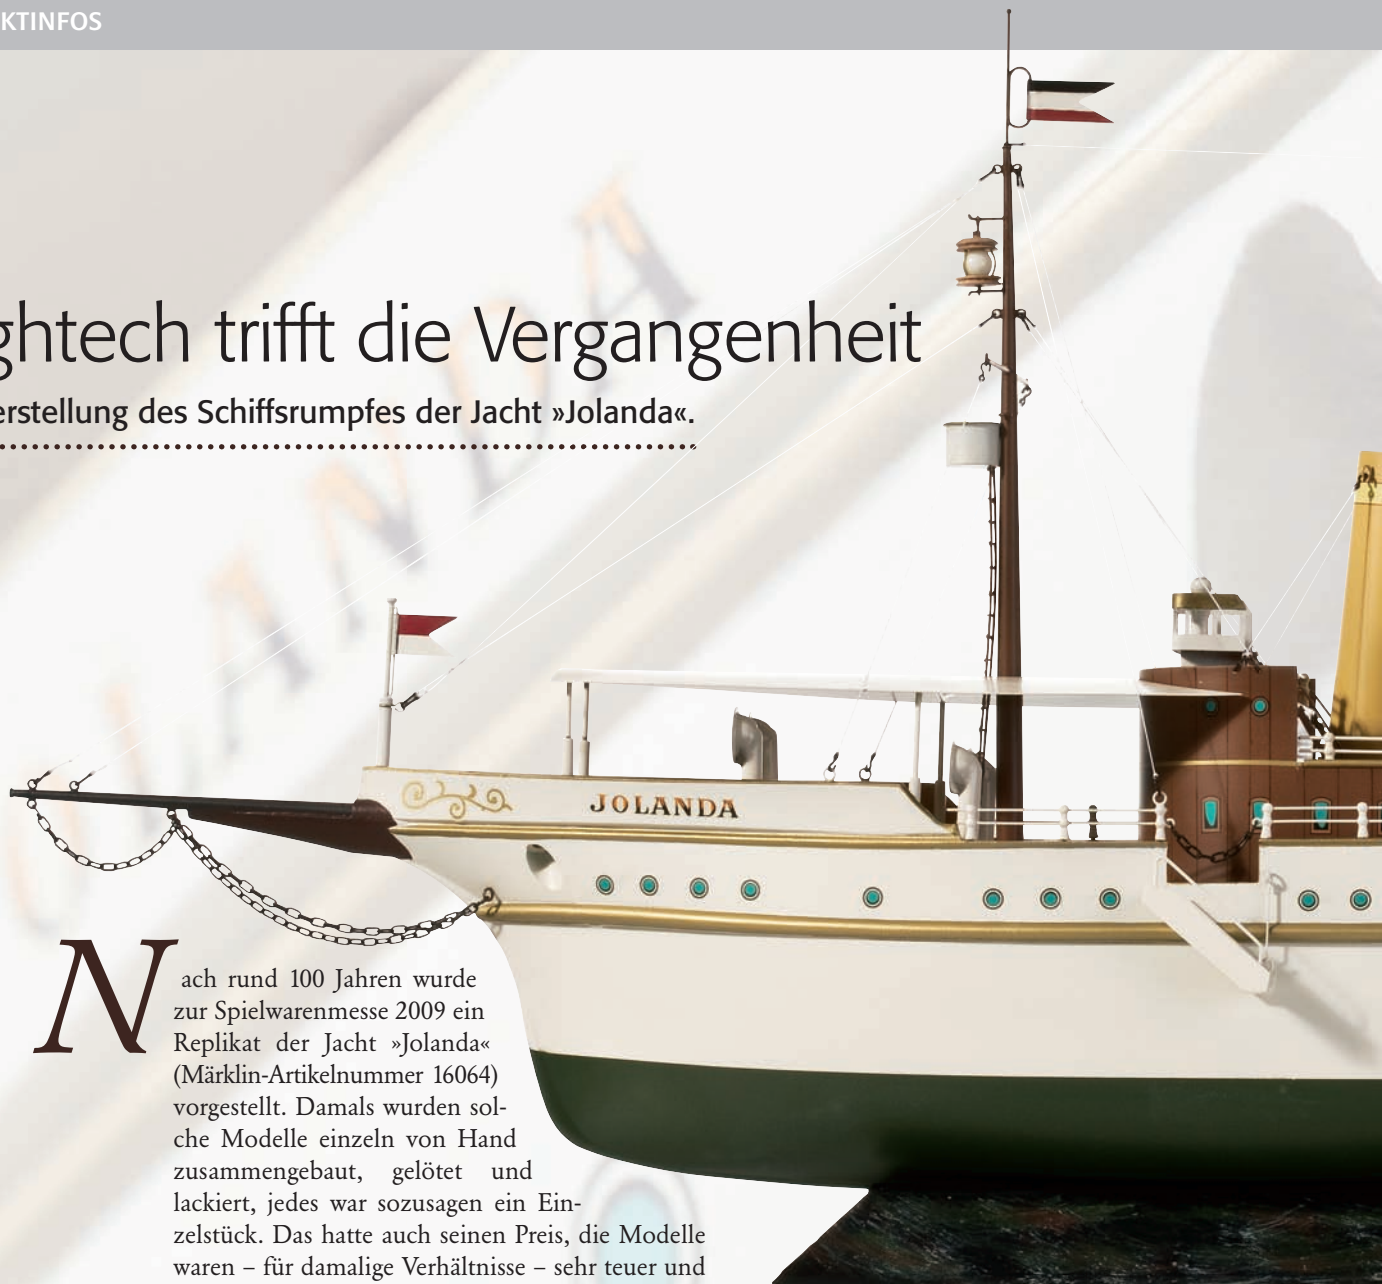 KTINFOS
ghtech trifft die Vergangenheit
erstellung des Schiffsrumpfes der Jacht »Jolanda«.
JOLANDA
Nach rund 100 Jahren wurde
zur Spielwarenmesse 2009 ein
Replikat der Jacht »Jolanda«
(Märklin-Artikelnummer 16064)
vorgestellt. Damals wurden sol-
che Modelle einzeln von Hand
zusammengebaut, gelötet und
lackiert, jedes war sozusagen ein Ein-
zelstück. Das hatte auch seinen Preis, die Modelle
waren – für damalige Verhältnisse – sehr teuer und
OLANDA